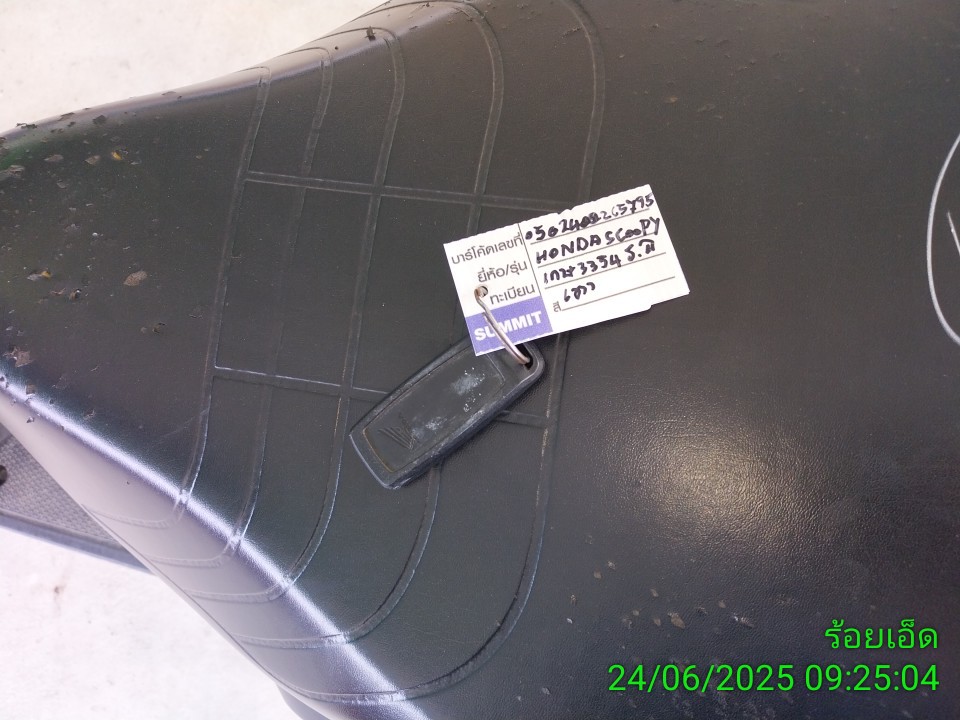 บาร์โค้ดเลขที่ 0502400265795
ยี่ห้อ/รุ่น HONDA SCOOPY
ทะเบียน 1กษ3354 ร.อ
สี เทา
SUMMIT
ร้อยเอ็ด
24/06/2025 09:25:04